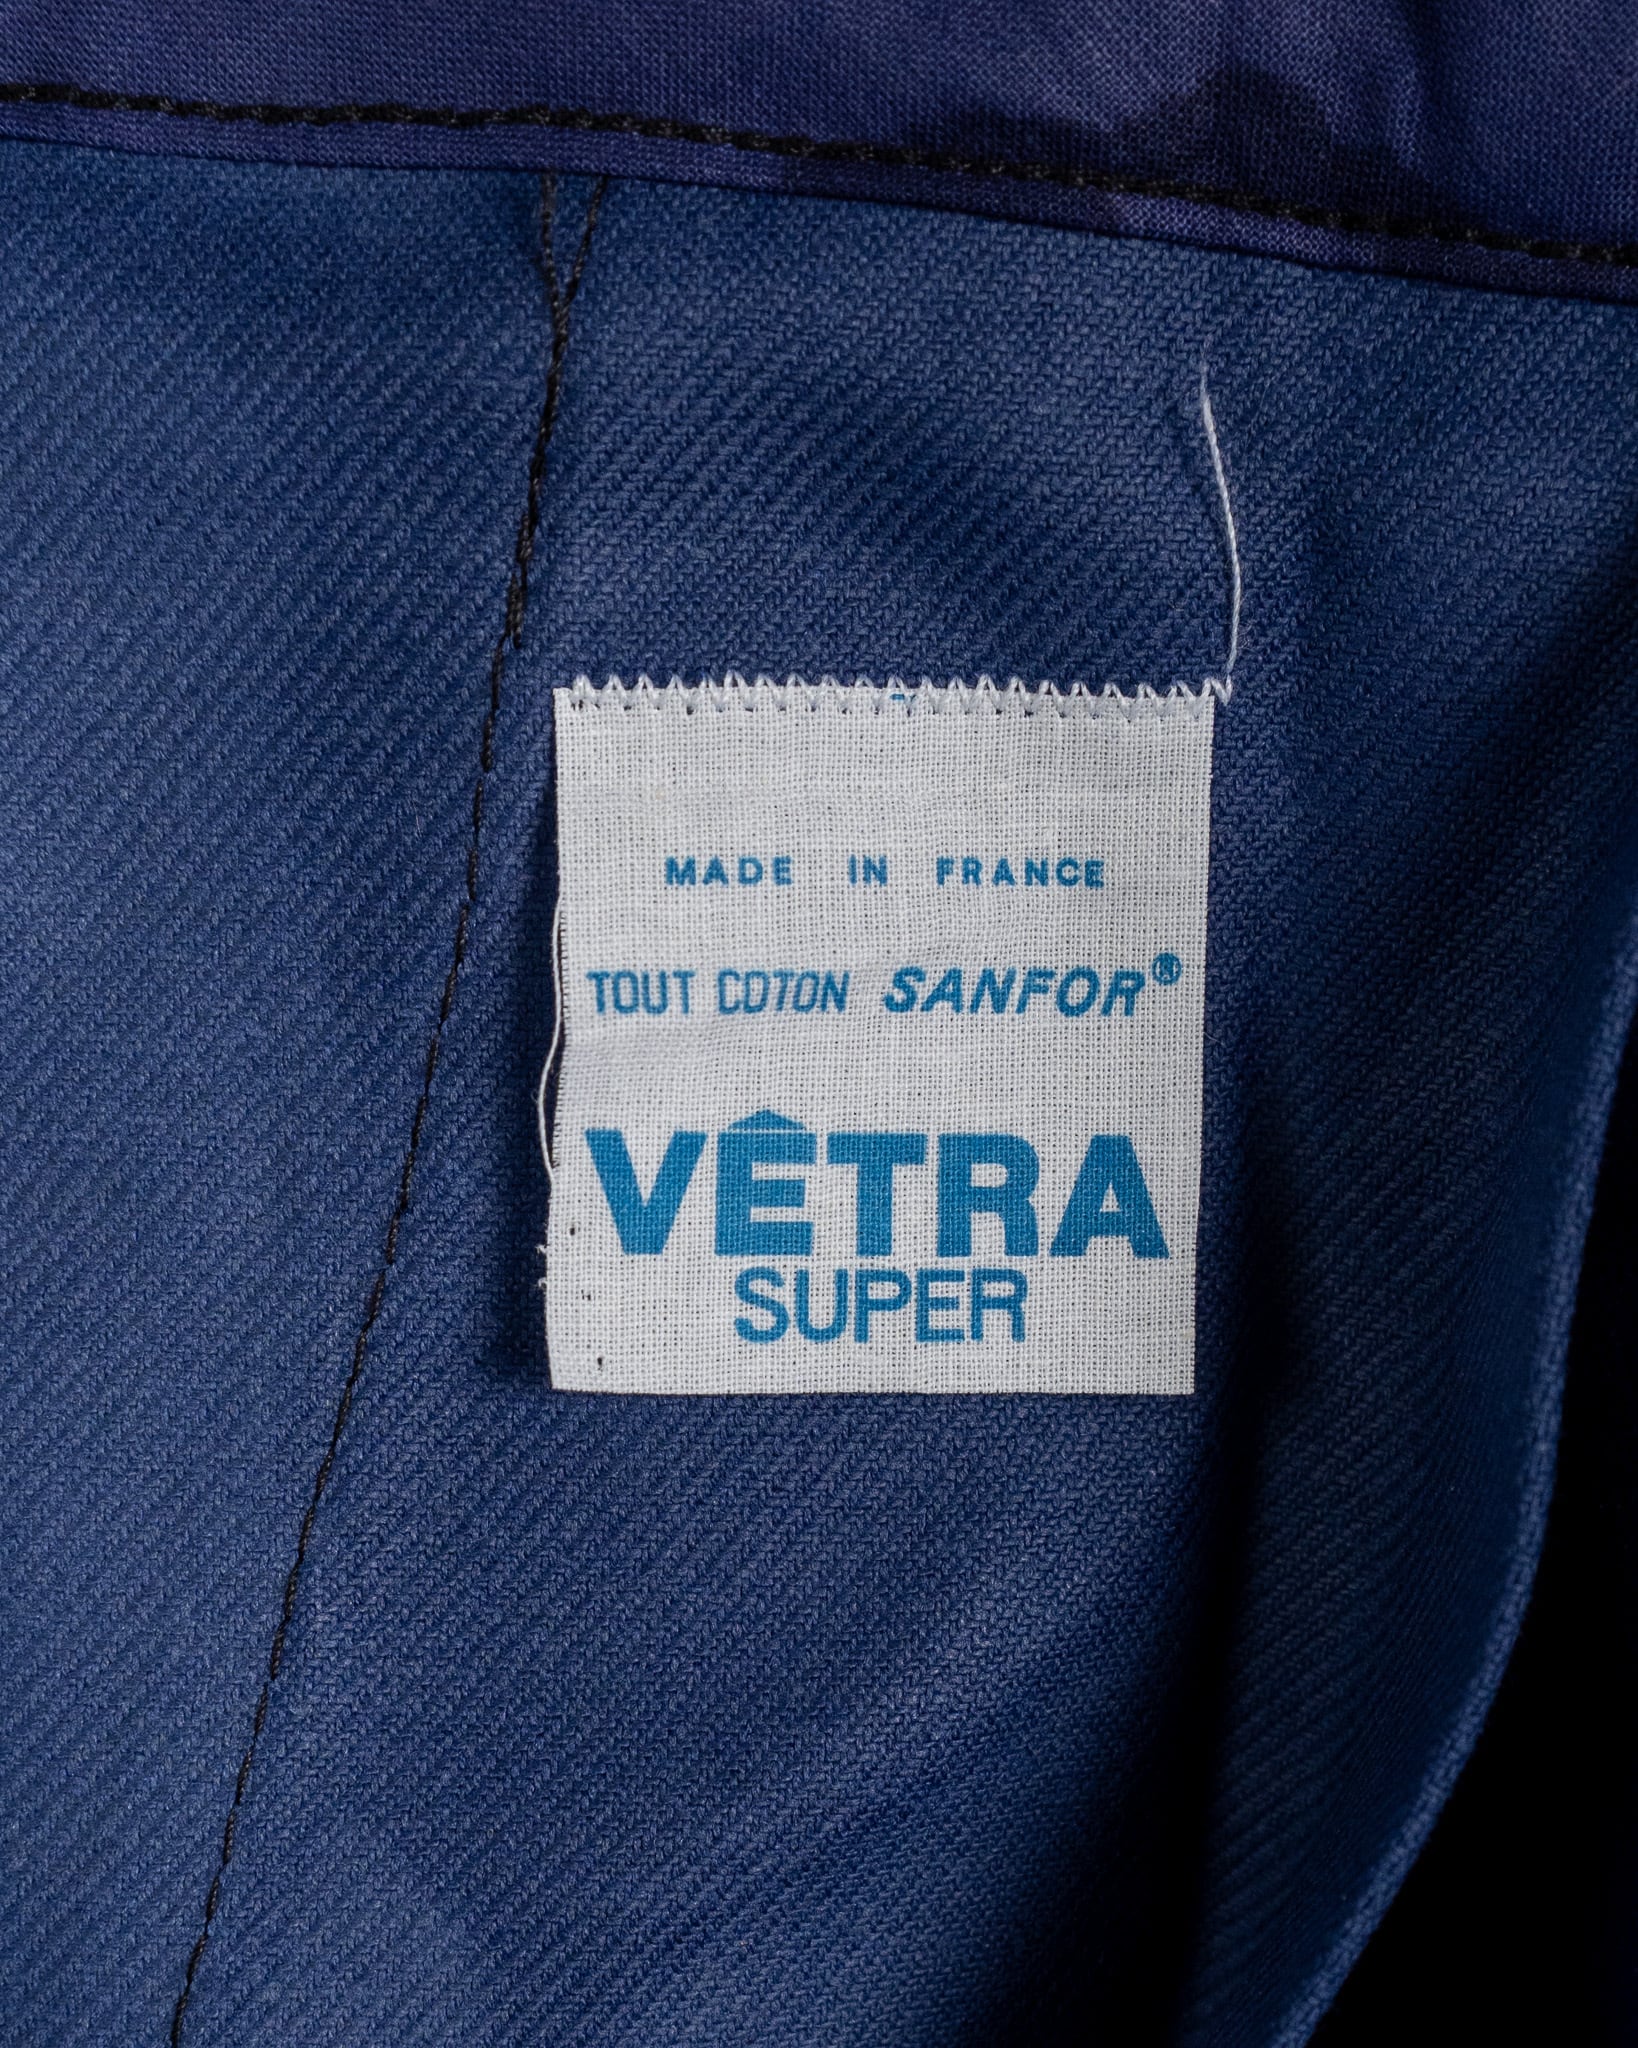 MADE IN FRANCE
TOUT COTON SANFOR®
VÊTRA
SUPER